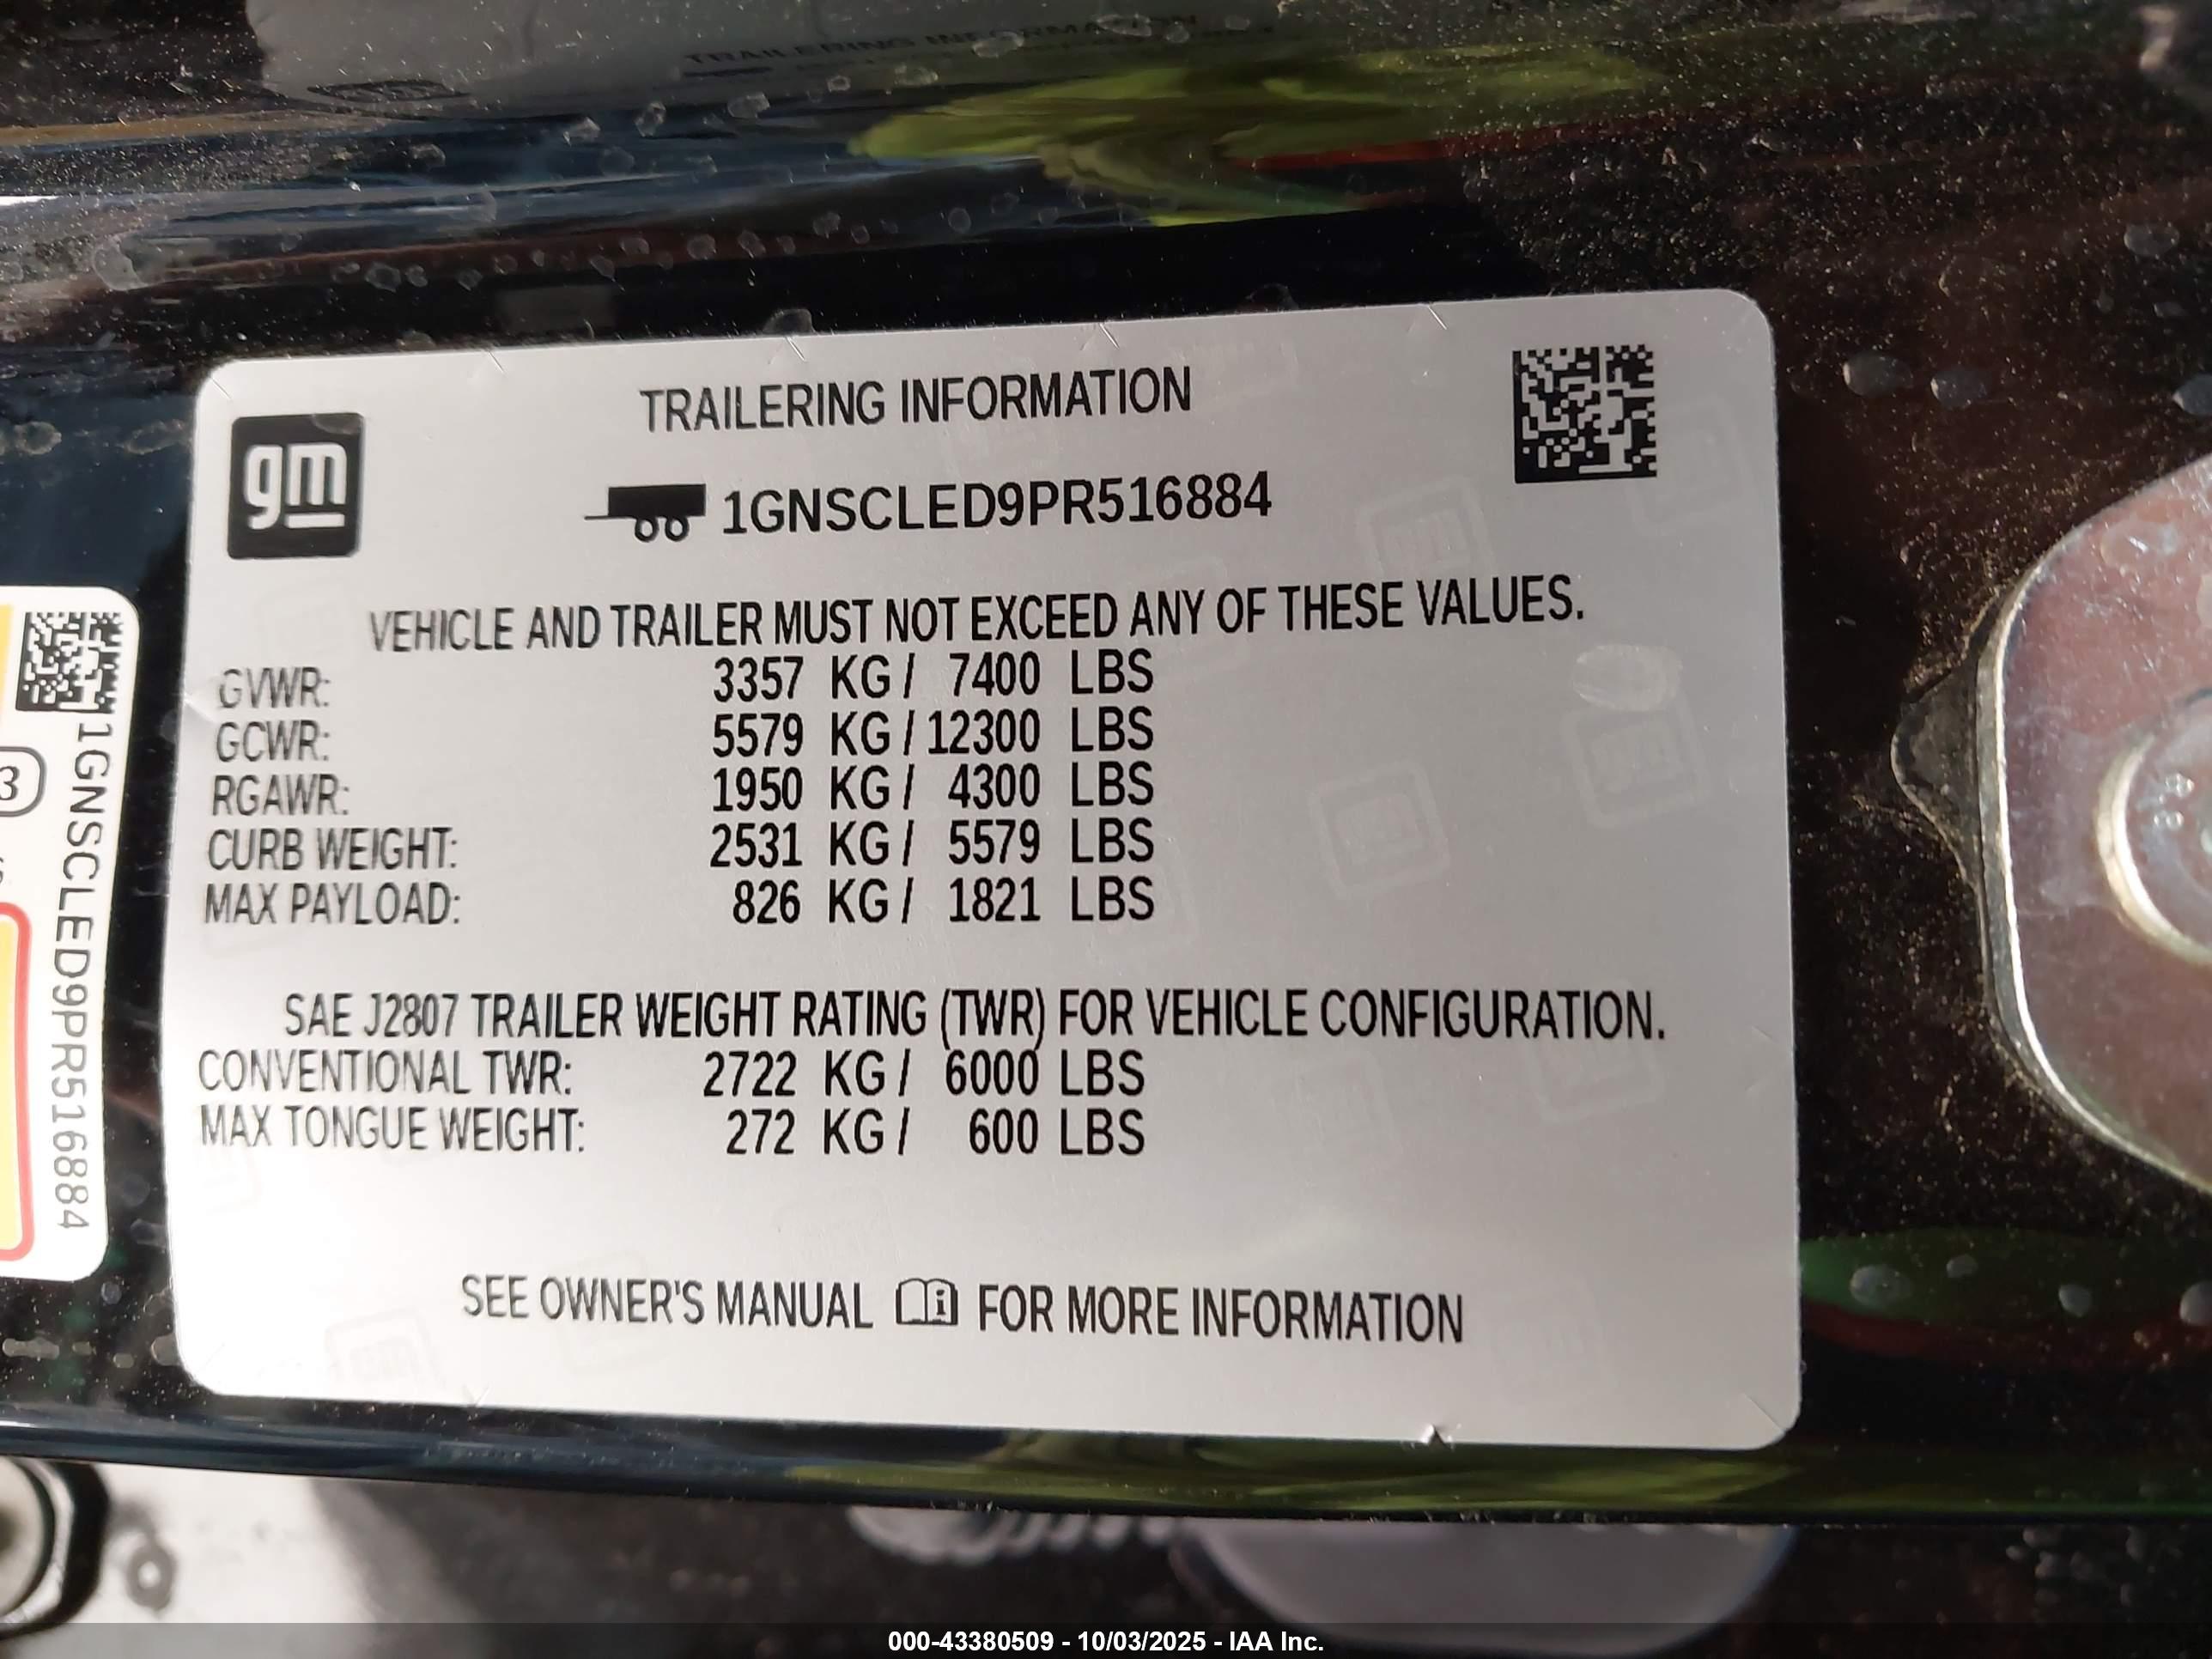 TRAILERING INFORMATION
gm
TRAILERING INFORMATION
1GNSCLED9PR516884
VEHICLE AND TRAILER MUST NOT EXCEED ANY OF THESE VALUES.
GVWR: 3357 KG / 7400 LBS
GCWR: 5579 KG / 12300 LBS
RGAWR: 1950 KG / 4300 LBS
CURB WEIGHT: 2531 KG / 5579 LBS
MAX PAYLOAD: 826 KG / 1821 LBS
SAE J2807 TRAILER WEIGHT RATING (TWR) FOR VEHICLE CONFIGURATION.
CONVENTIONAL TWR: 2722 KG / 6000 LBS
MAX TONGUE WEIGHT: 272 KG / 600 LBS
SEE OWNER'S MANUAL i FOR MORE INFORMATION
3
1GNSCLED9PR516884
000-43380509 - 10/03/2025 - IAA Inc.